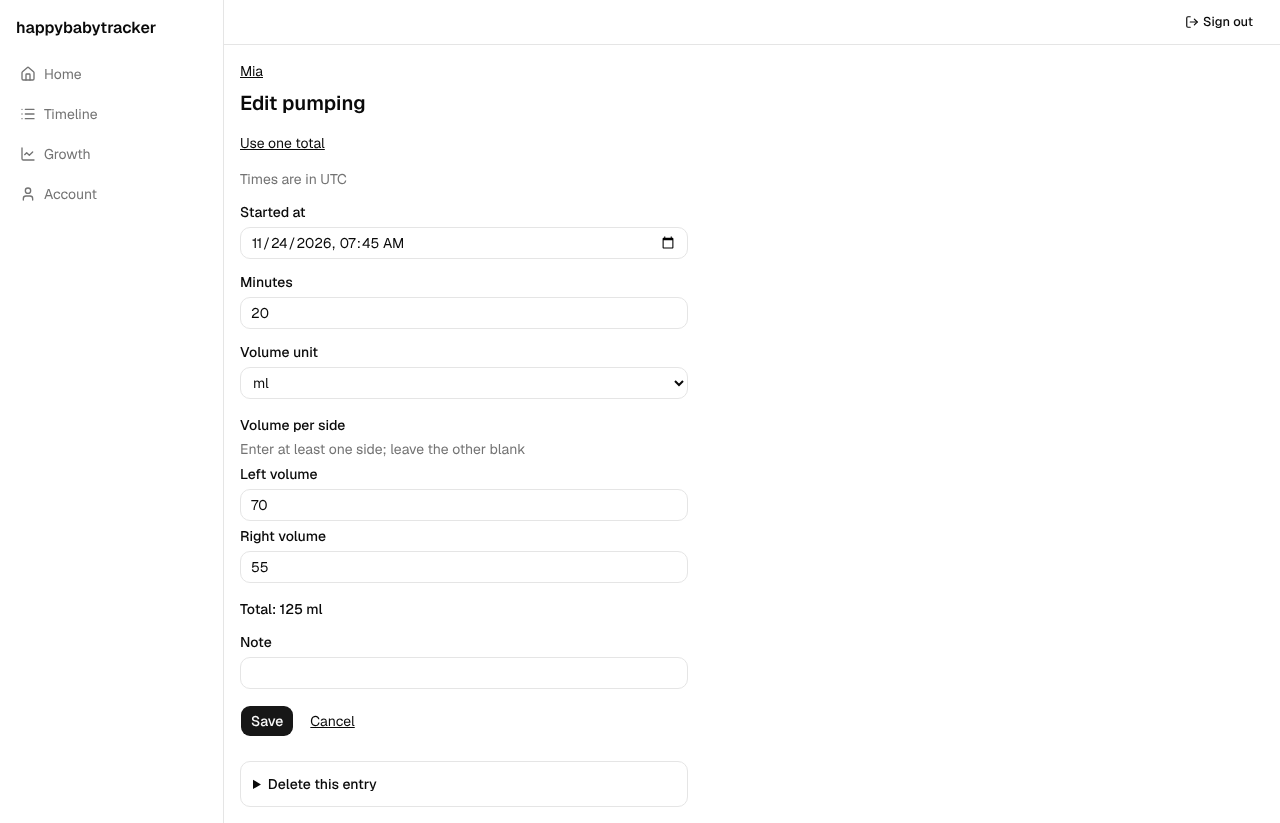 happybabytracker
Home
Timeline
Growth
Account
Sign out
Mia
Edit pumping
Use one total
Times are in UTC
Started at
11/24/2026, 07:45 AM
Minutes
20
Volume unit
ml
Volume per side
Enter at least one side; leave the other blank
Left volume
70
Right volume
55
Total: 125 ml
Note
Save
Cancel
Delete this entry